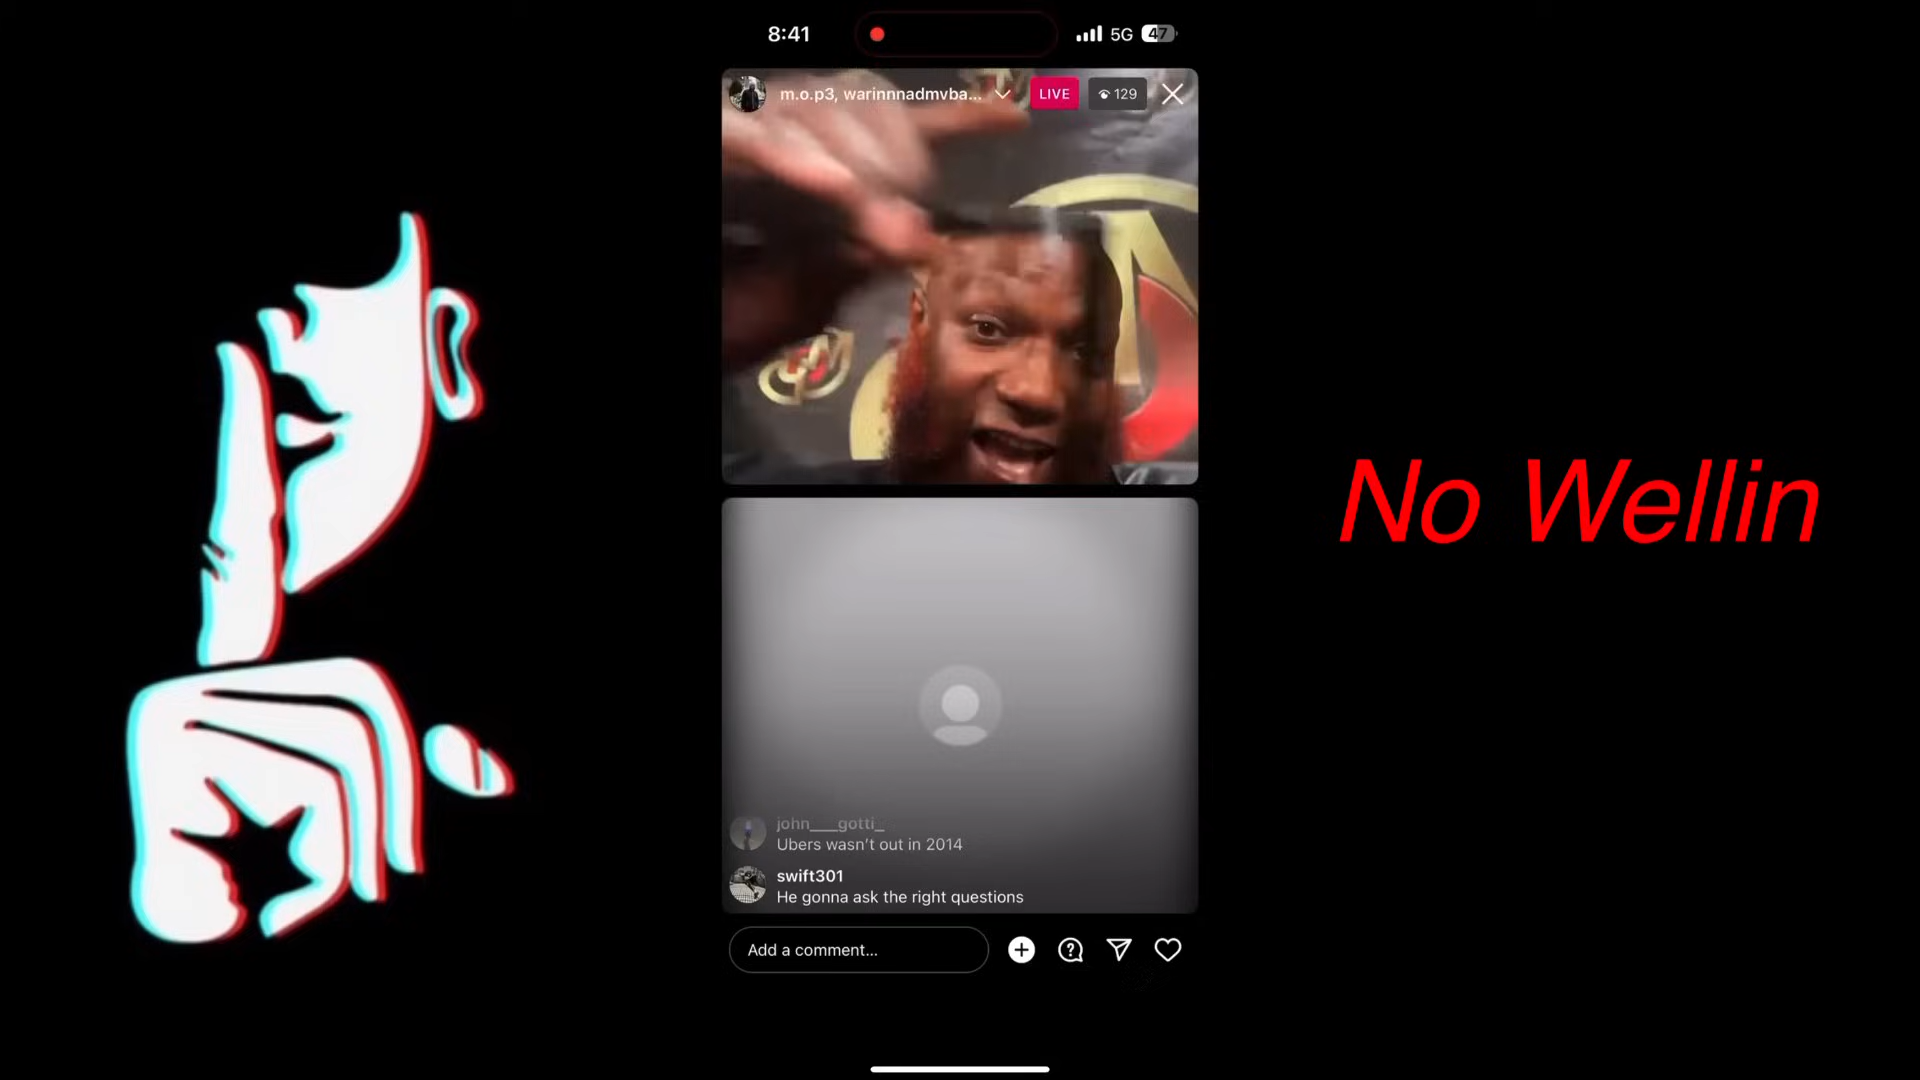 8:41
5G
47
m.o.p3, warinnnadmvba...
LIVE
129
No Wellin
john___gotti_
Ubers wasn't out in 2014
swift301
He gonna ask the right questions
Add a comment...